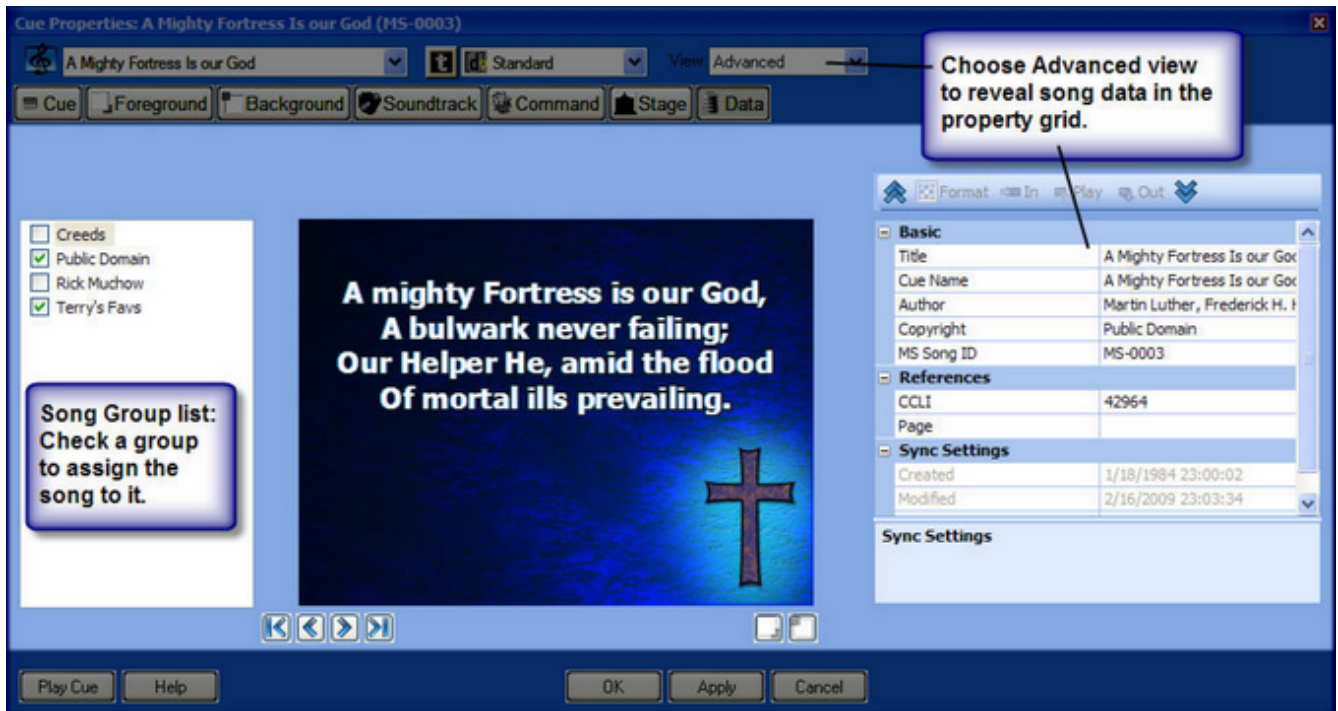 Cue Properties: A Mighty Fortress Is our God (MS-0003)
A Mighty Fortress Is our God
Standard
View Advanced
Cue Foreground Background Soundtrack Command Stage Data
Choose Advanced view
to reveal song data in the
property grid.
Format In Play Out
Creeds
Public Domain
Rick Muchow
Terry's Favs
Song Group list:
Check a group
to assign the
song to it.
A mighty Fortress is our God,
A bulwark never failing;
Our Helper He, amid the flood
Of mortal ills prevailing.
Basic
Title A Mighty Fortress Is our Goc
Cue Name A Mighty Fortress Is our Goc
Author Martin Luther, Frederick H.
Copyright Public Domain
MS Song ID MS-0003
References
CCLI 42964
Page
Sync Settings
Created 1/18/1984 23:00:02
Modified 2/16/2009 23:03:34
Sync Settings
Play Cue Help OK Apply Cancel